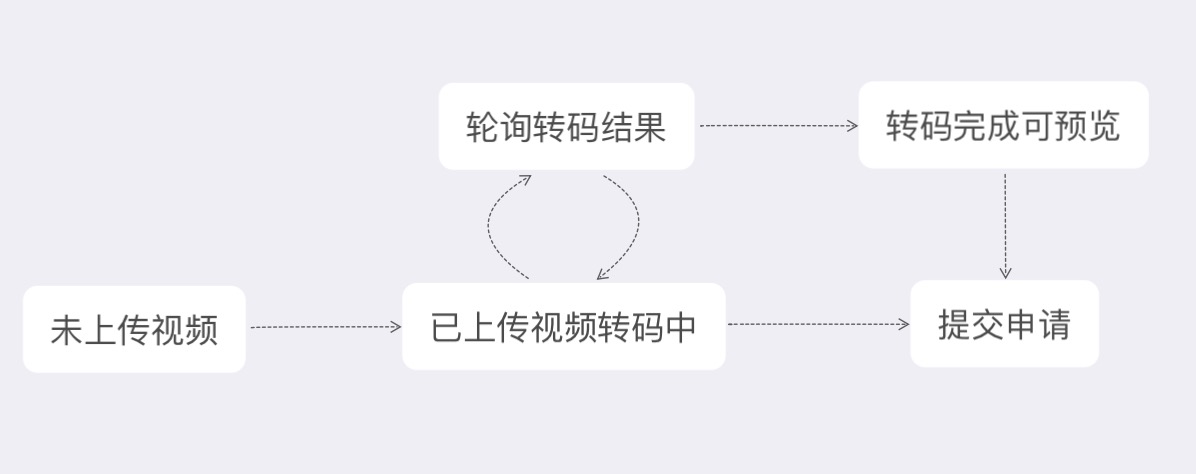 轮询转码结果
转码完成可预览
未上传视频
已上传视频转码中
提交申请